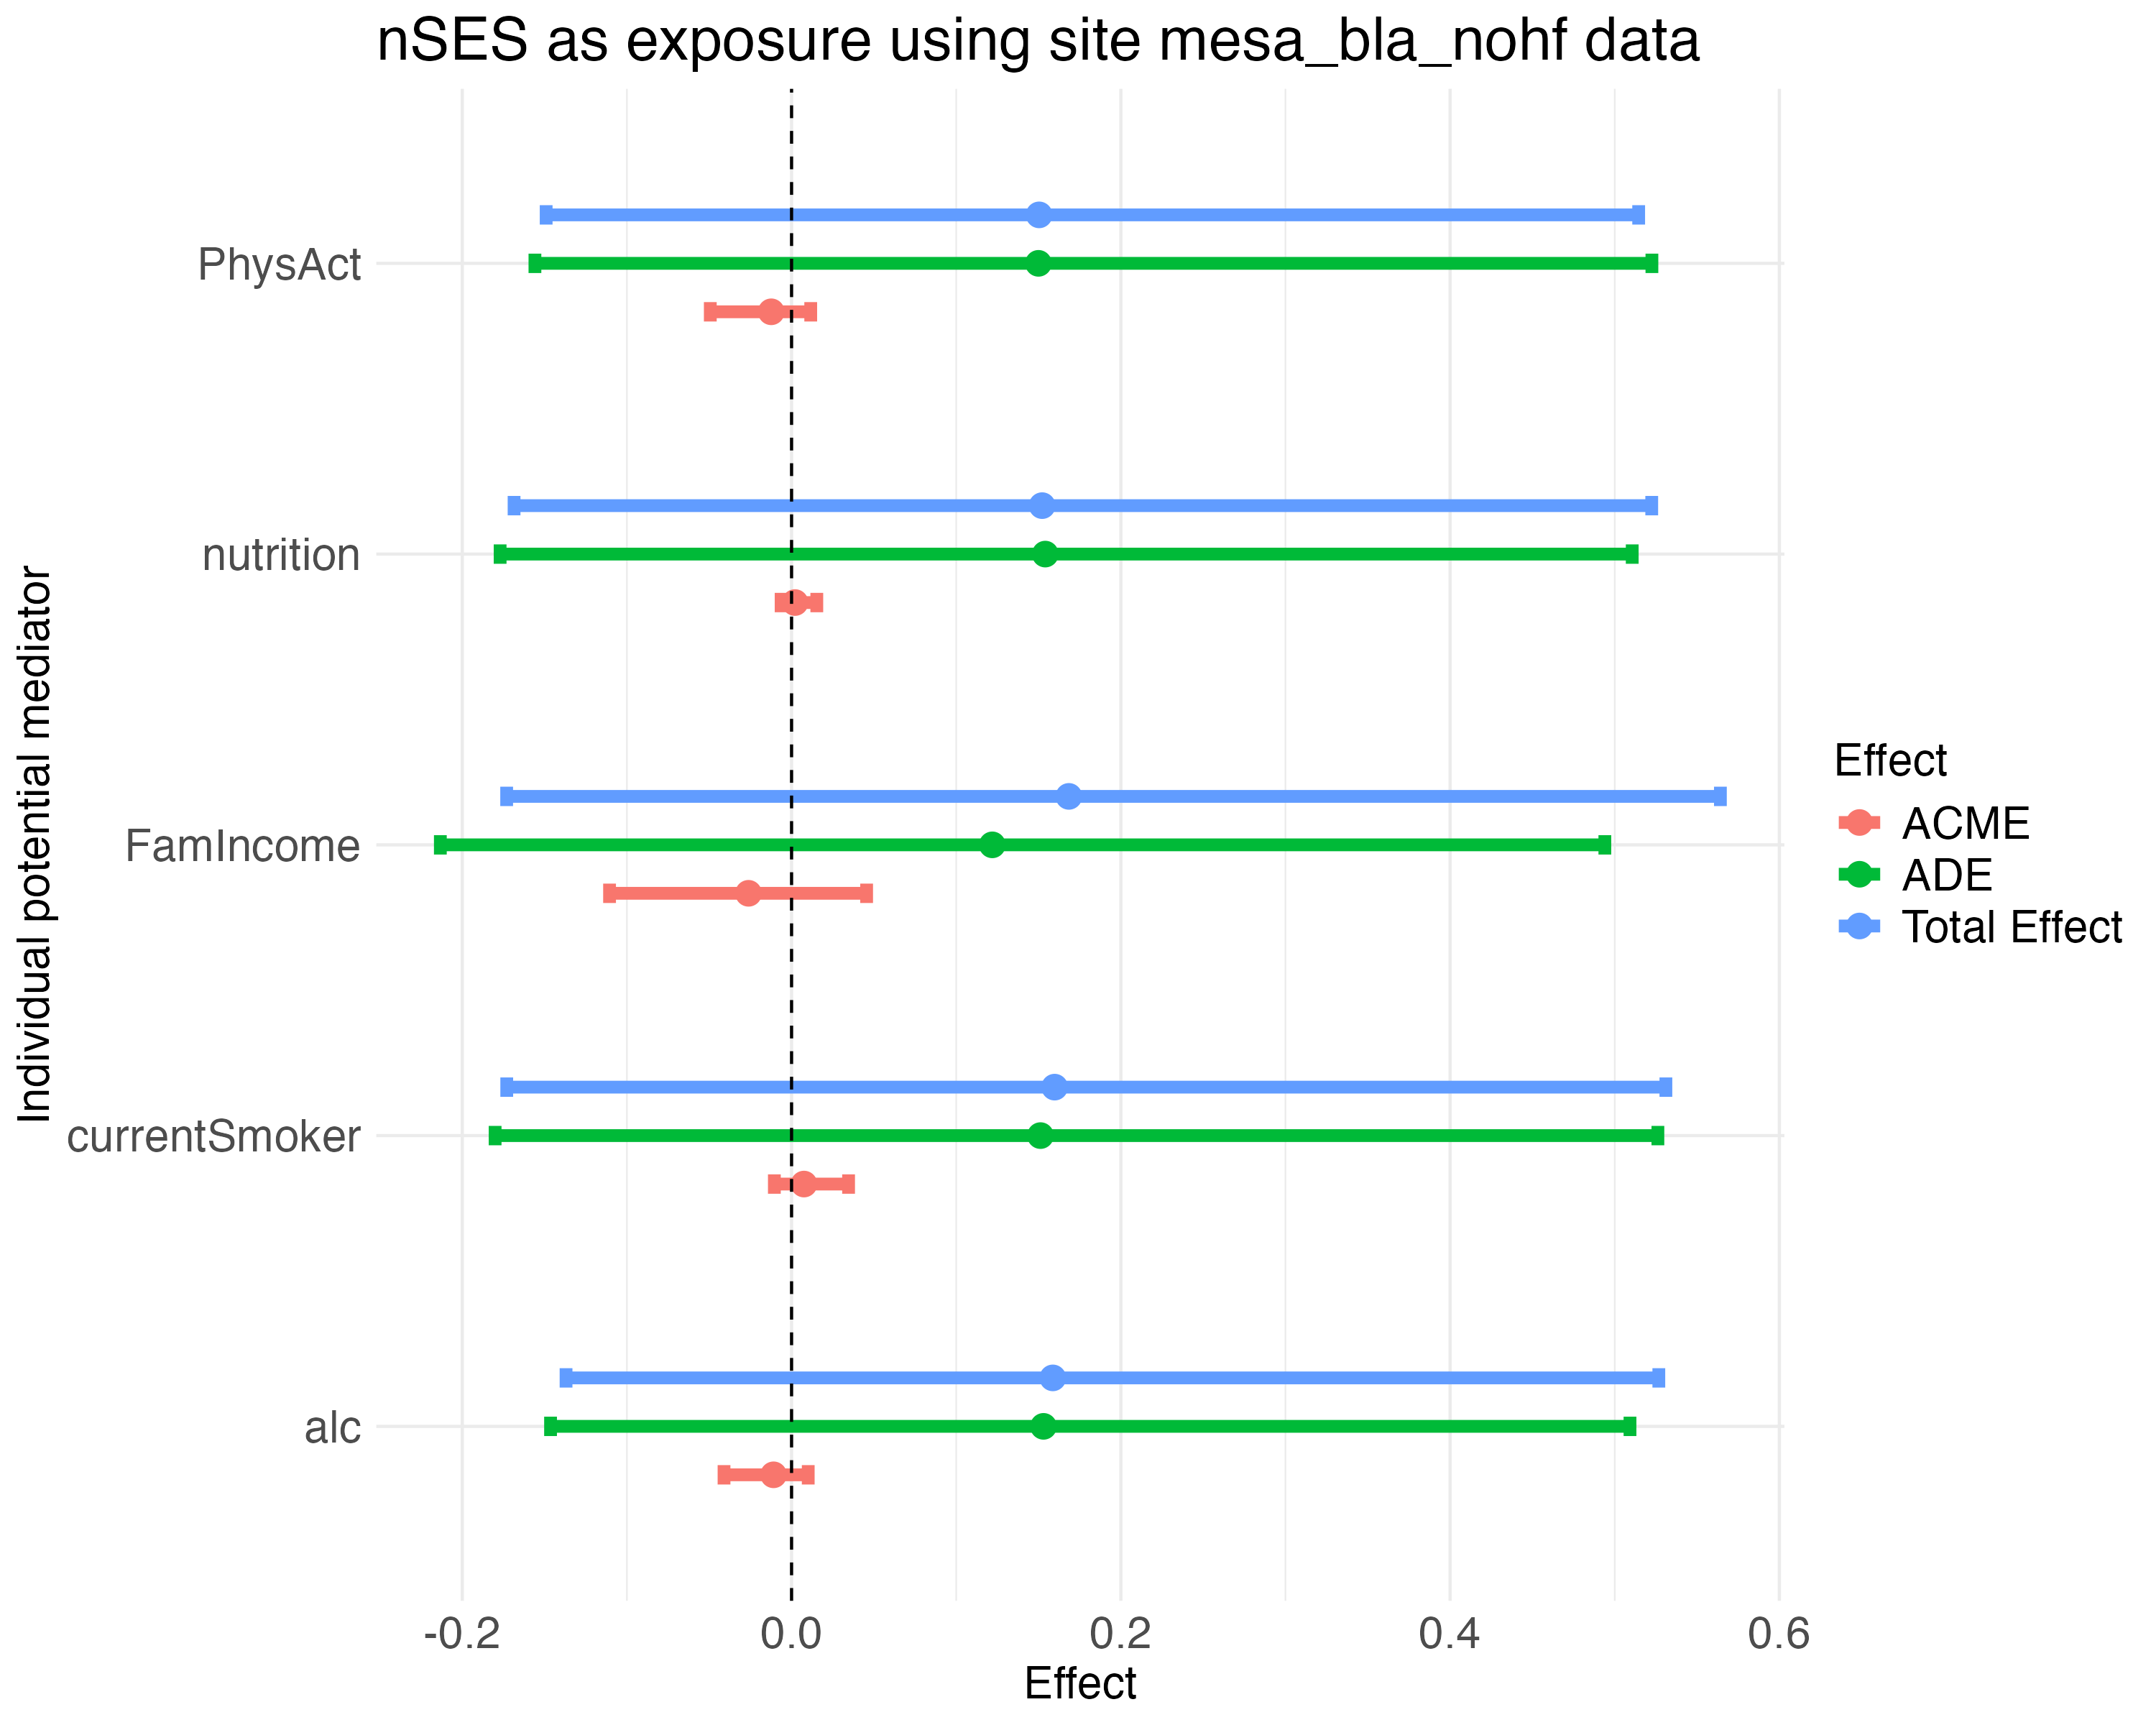 nSES as exposure using site mesa_bla_nohf data
Individual potential mediator
PhysAct
nutrition
FamIncome
currentSmoker
alc
-0.2
0.0
0.2
0.4
0.6
Effect
Effect
ACME
ADE
Total Effect